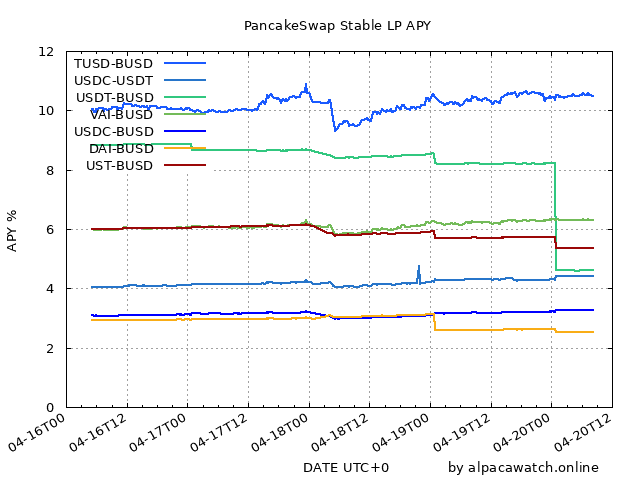 PancakeSwap Stable LP APY
12
10
8
6
4
2
0
APY %
TUSD-BUSD
USDC-USDT
USDT-BUSD
VAI-BUSD
USDC-BUSD
DAI-BUSD
UST-BUSD
04-16T00
04-16T12
04-17T00
04-17T12
04-18T00
04-18T12
04-19T00
04-19T12
04-20T00
04-20T12
DATE UTC+0
by alpacawatch.online